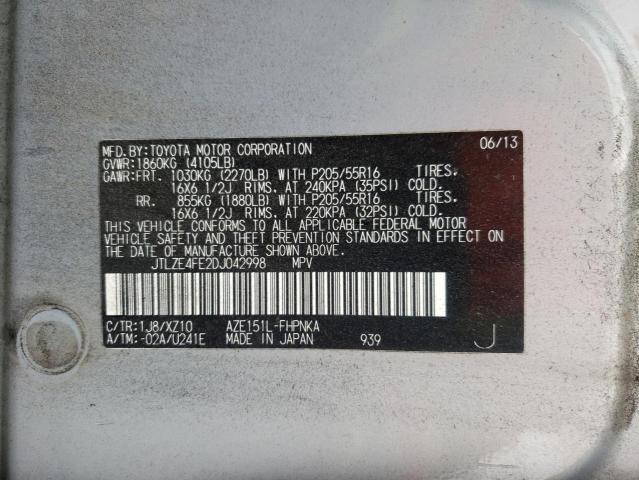 MFD.BY:TOYOTA MOTOR CORPORATION 06/13
GVWR:1860KG (4105LB)
GAWR:FRT. 1030KG (2270LB) WITH P205/55R16 TIRES.
16X6 1/2J RIMS. AT 240KPA (35PSI) COLD.
RR. 855KG (1880LB) WITH P205/55R16 TIRES.
16X6 1/2J RIMS. AT 220KPA (32PSI) COLD.
THIS VEHICLE CONFORMS TO ALL APPLICABLE FEDERAL MOTOR
VEHICLE SAFETY AND THEFT PREVENTION STANDARDS IN EFFECT ON
THE DATE OF MANUFACTURE SHOWN ABOVE.
JTLZE4FE2DJ042998 MPV
C/TR:1J8/XZ10 AZE151L-FHPNKA
A/TM:-02A/U241E MADE IN JAPAN 939 J